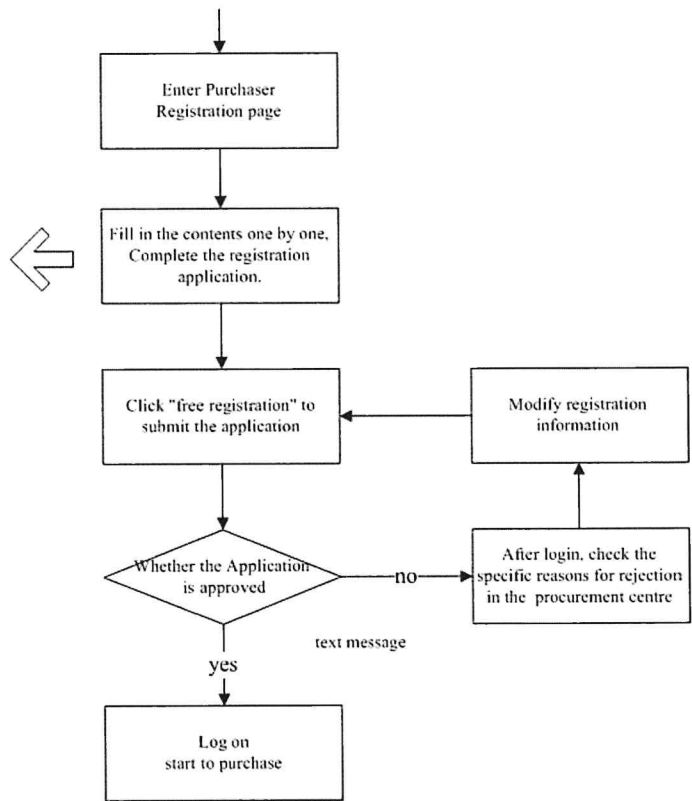 Enter Purchaser
Registration page
Fill in the contents one by one,
Complete the registration
application.
Click "free registration" to
submit the application
Modify registration
information
Whether the Application
is approved
no
After login, check the
specific reasons for rejection
in the procurement centre
text message
yes
Log on
start to purchase